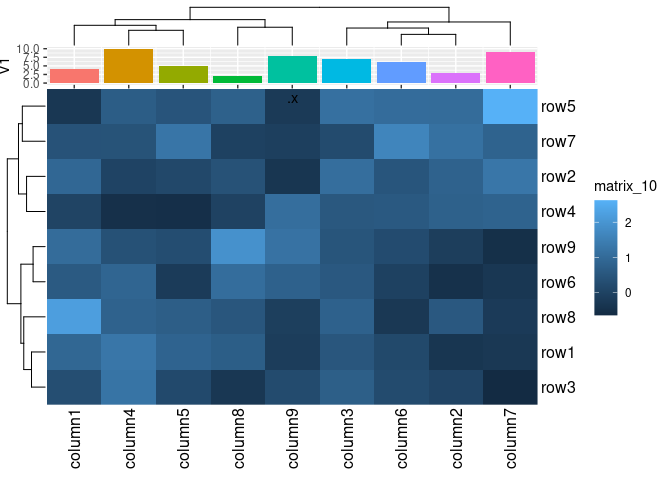 V1
10.0
7.5
5.0
2.5
0.0
.x
row5
row7
row2
row4
row9
row6
row8
row1
row3
matrix_10
2
1
0
column1
column4
column5
column8
column9
column3
column6
column2
column7